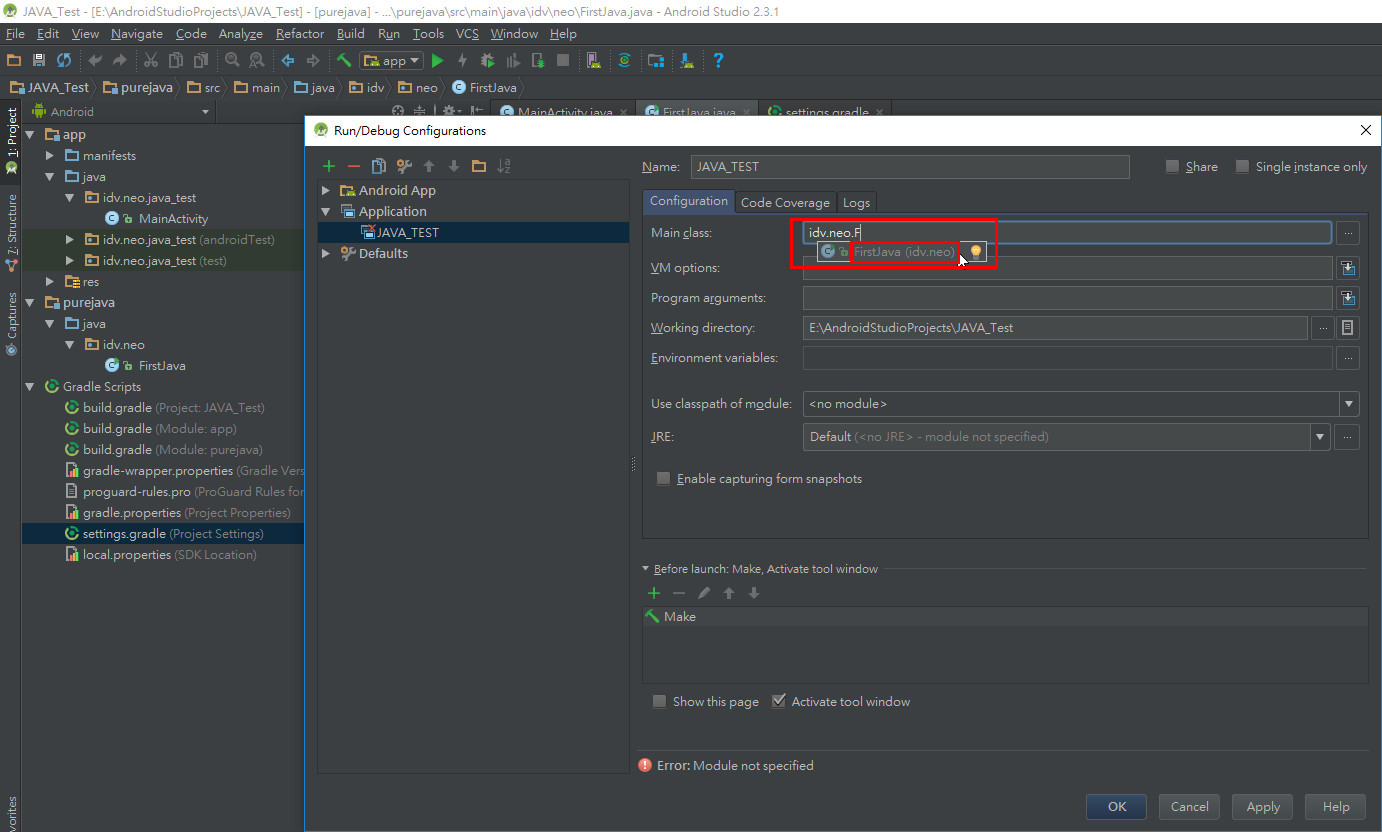 JAVA_Test - [E:\AndroidStudioProjects\JAVA_Test] - [purejava] - ...\purejava\src\main\java\idv\neo\FirstJava.java - Android Studio 2.3.1
File Edit View Navigate Code Analyze Refactor Build Run Tools VCS Window Help
app
JAVA_Test purejava src main java idv neo FirstJava
Android
MainActivity.java FirstJava.java settings.gradle
1: Project
7: Structure
Captures
app
manifests
java
idv.neo.java_test
MainActivity
idv.neo.java_test (androidTest)
idv.neo.java_test (test)
res
purejava
java
idv.neo
FirstJava
Gradle Scripts
build.gradle (Project: JAVA_Test)
build.gradle (Module: app)
build.gradle (Module: purejava)
gradle-wrapper.properties (Gradle Vers
proguard-rules.pro (ProGuard Rules for
gradle.properties (Project Properties)
settings.gradle (Project Settings)
local.properties (SDK Location)
Run/Debug Configurations
Android App
Application
JAVA_TEST
Defaults
Name: JAVA_TEST Share Single instance only
Configuration Code Coverage Logs
Main class: idv.neo.F ...
FirstJava (idv.neo)
VM options:
Program arguments:
Working directory: E:\AndroidStudioProjects\JAVA_Test ...
Environment variables: ...
Use classpath of module: <no module>
JRE: Default (<no JRE> - module not specified) ...
Enable capturing form snapshots
Before launch: Make, Activate tool window
Make
Show this page Activate tool window
Error: Module not specified
OK Cancel Apply Help